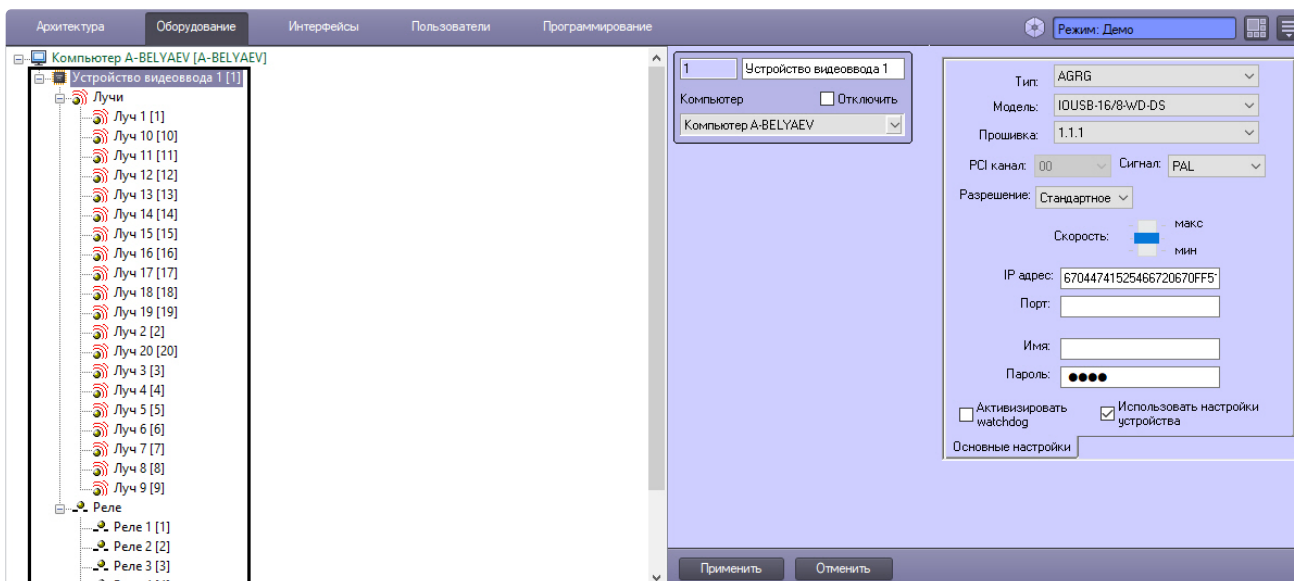 Архитектура Оборудование Интерфейсы Пользователи Программирование Режим: Демо
Компьютер A-BELYAEV [A-BELYAEV]
Устройство видеоввода 1 [1]
Лучи
Луч 1 [1]
Луч 10 [10]
Луч 11 [11]
Луч 12 [12]
Луч 13 [13]
Луч 14 [14]
Луч 15 [15]
Луч 16 [16]
Луч 17 [17]
Луч 18 [18]
Луч 19 [19]
Луч 2 [2]
Луч 20 [20]
Луч 3 [3]
Луч 4 [4]
Луч 5 [5]
Луч 6 [6]
Луч 7 [7]
Луч 8 [8]
Луч 9 [9]
Реле
Реле 1 [1]
Реле 2 [2]
Реле 3 [3]
1 Устройство видеоввода 1
Компьютер Отключить
Компьютер A-BELYAEV
Тип: AGRG
Модель: IOUSB-16/8-WD-DS
Прошивка: 1.1.1
PCI канал: 00 Сигнал: PAL
Разрешение: Стандартное
макс
Скорость:
мин
IP адрес: 67044741525466720670FF5
Порт:
Имя:
Пароль: ●●●●
Активизировать watchdog
Использовать настройки устройства
Основные настройки
Применить Отменить